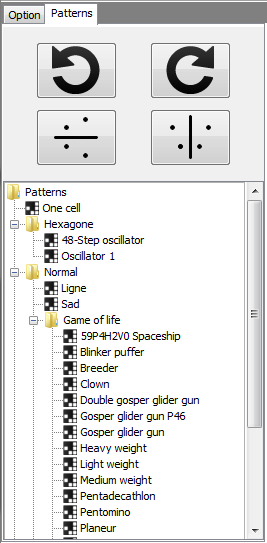 Option Patterns
Patterns
One cell
Hexagone
48-Step oscillator
Oscillator 1
Normal
Ligne
Sad
Game of life
59P4H2V0 Spaceship
Blinker puffer
Breeder
Clown
Double gosper glider gun
Gosper glider gun P46
Gosper glider gun
Heavy weight
Light weight
Medium weight
Pentadecathlon
Pentomino
Planeur